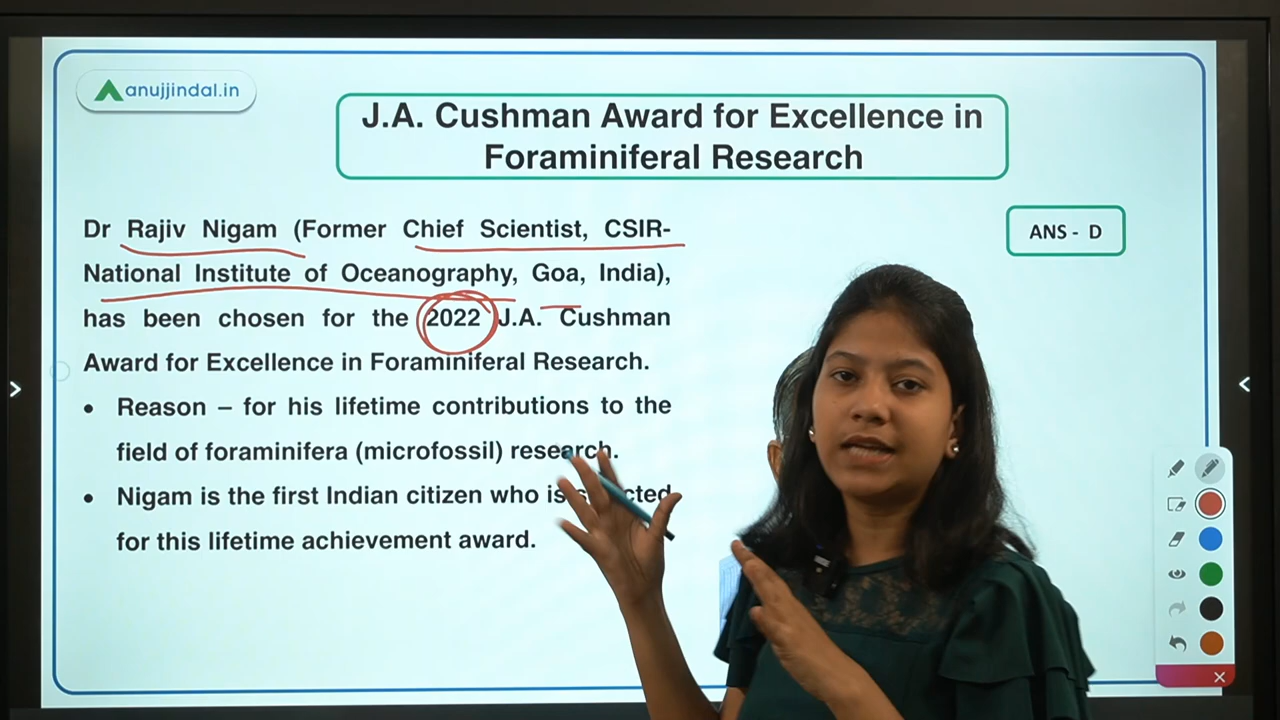 anujjindal.in
J.A. Cushman Award for Excellence in
Foraminiferal Research
Dr Rajiv Nigam (Former Chief Scientist, CSIR-
National Institute of Oceanography, Goa, India),
has been chosen for the 2022 J.A. Cushman
Award for Excellence in Foraminiferal Research.
• Reason – for his lifetime contributions to the
field of foraminifera (microfossil) research.
• Nigam is the first Indian citizen who is
for this lifetime achievement award.
ANS - D